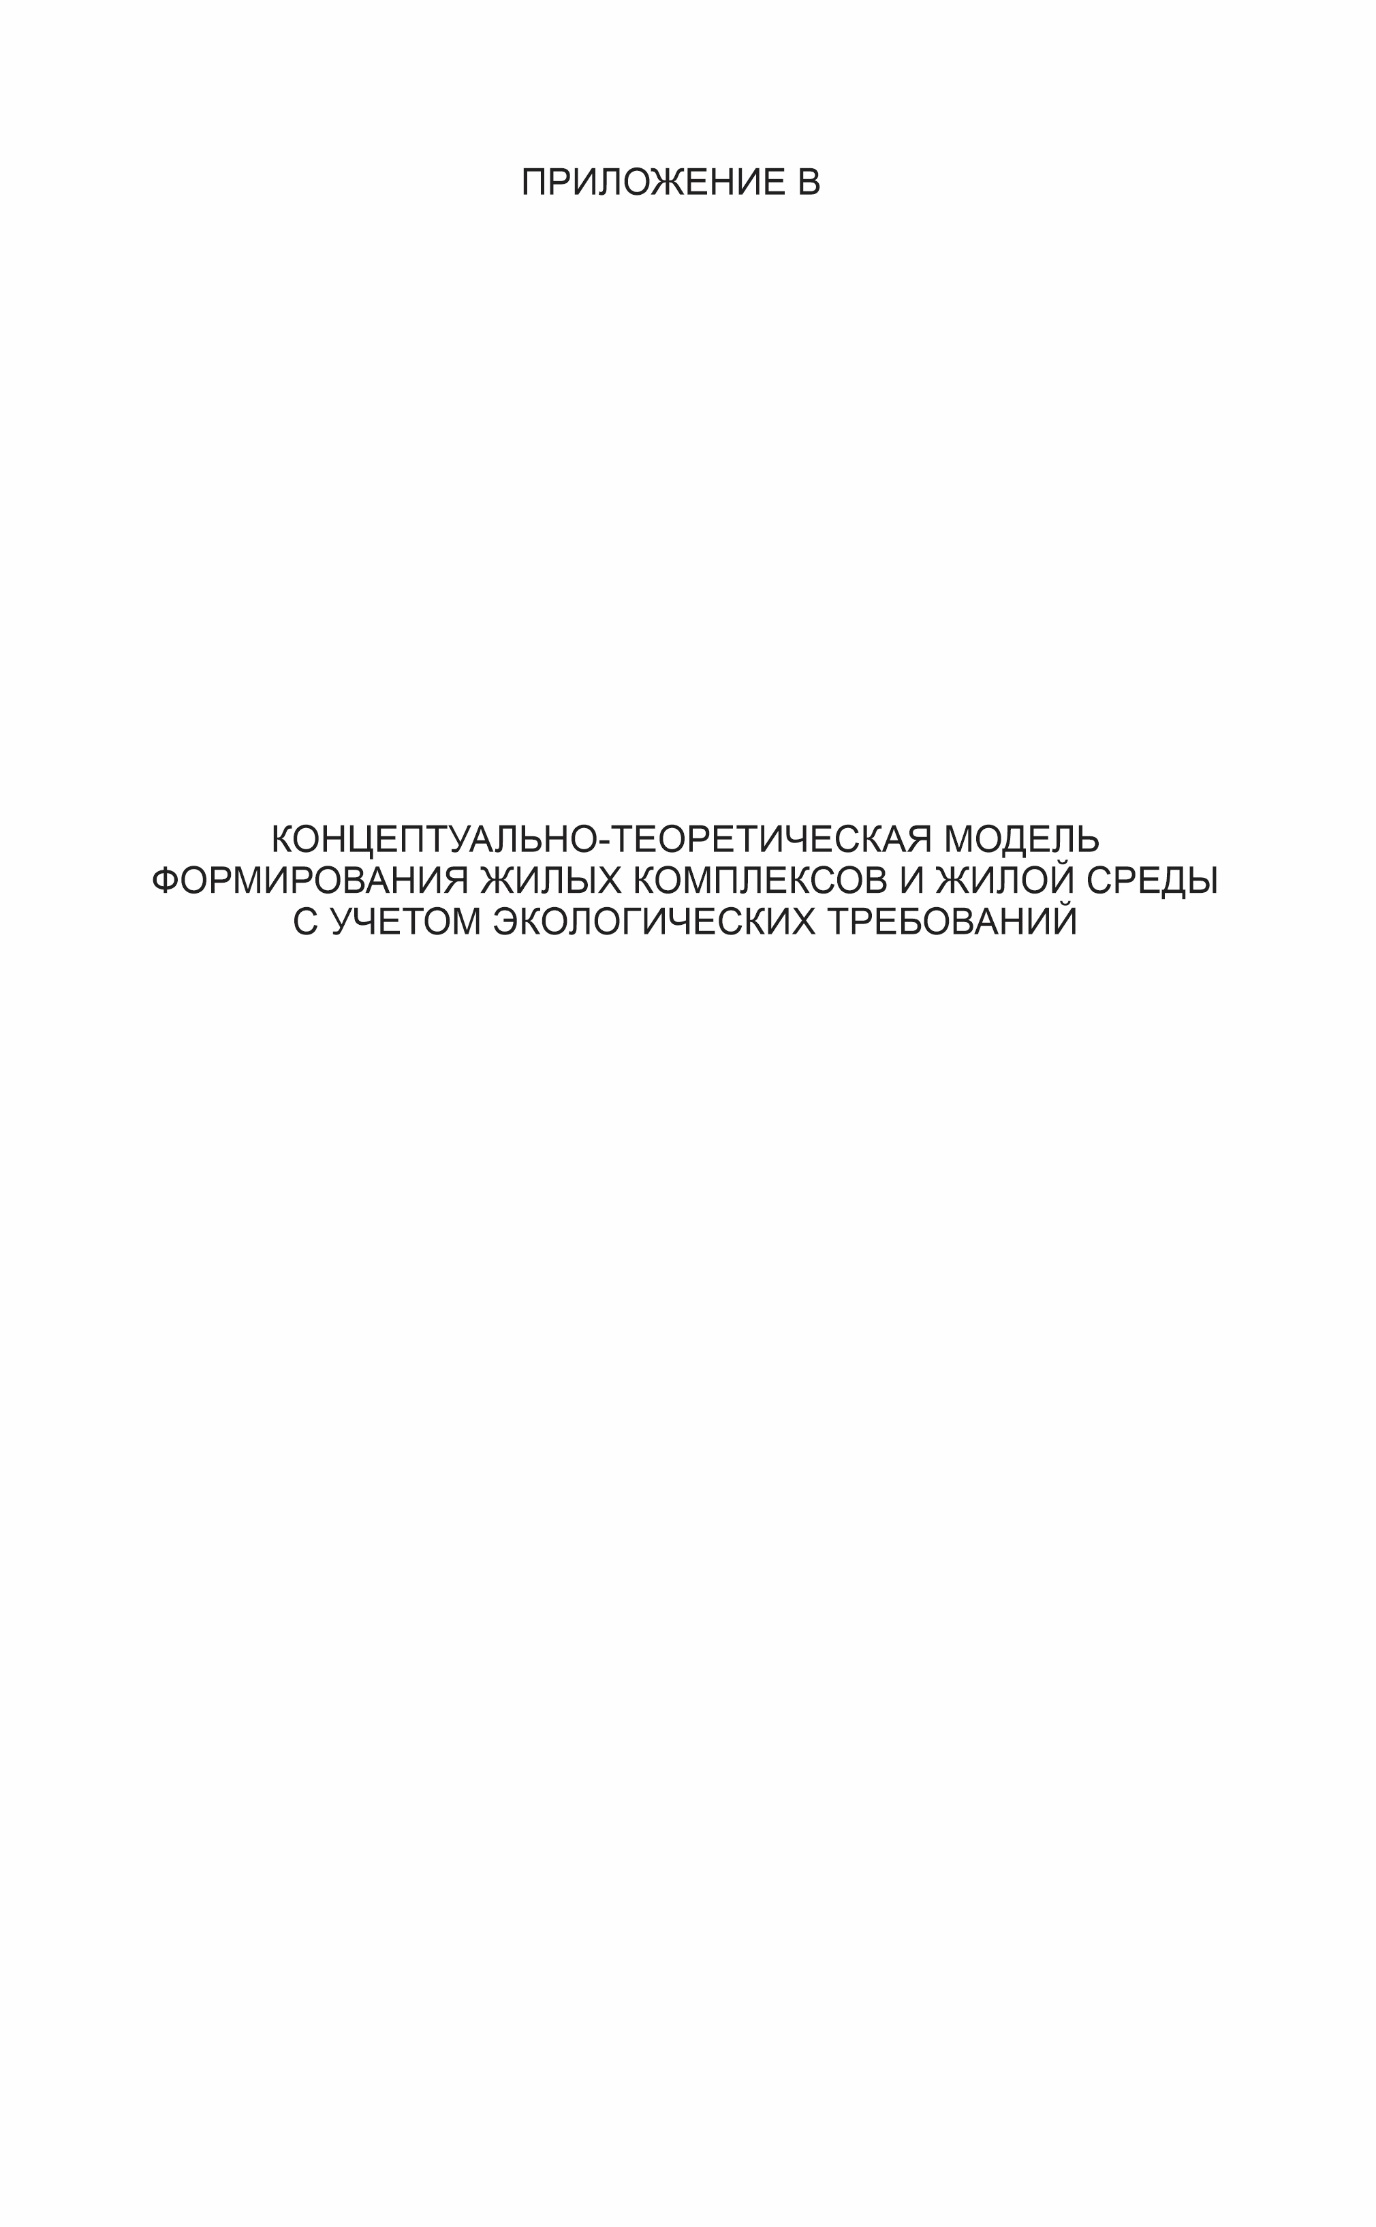 ПРИЛОЖЕНИЕ В
КОНЦЕПТУАЛЬНО-ТЕОРЕТИЧЕСКАЯ МОДЕЛЬ
ФОРМИРОВАНИЯ ЖИЛЫХ КОМПЛЕКСОВ И ЖИЛОЙ СРЕДЫ
С УЧЕТОМ ЭКОЛОГИЧЕСКИХ ТРЕБОВАНИЙ